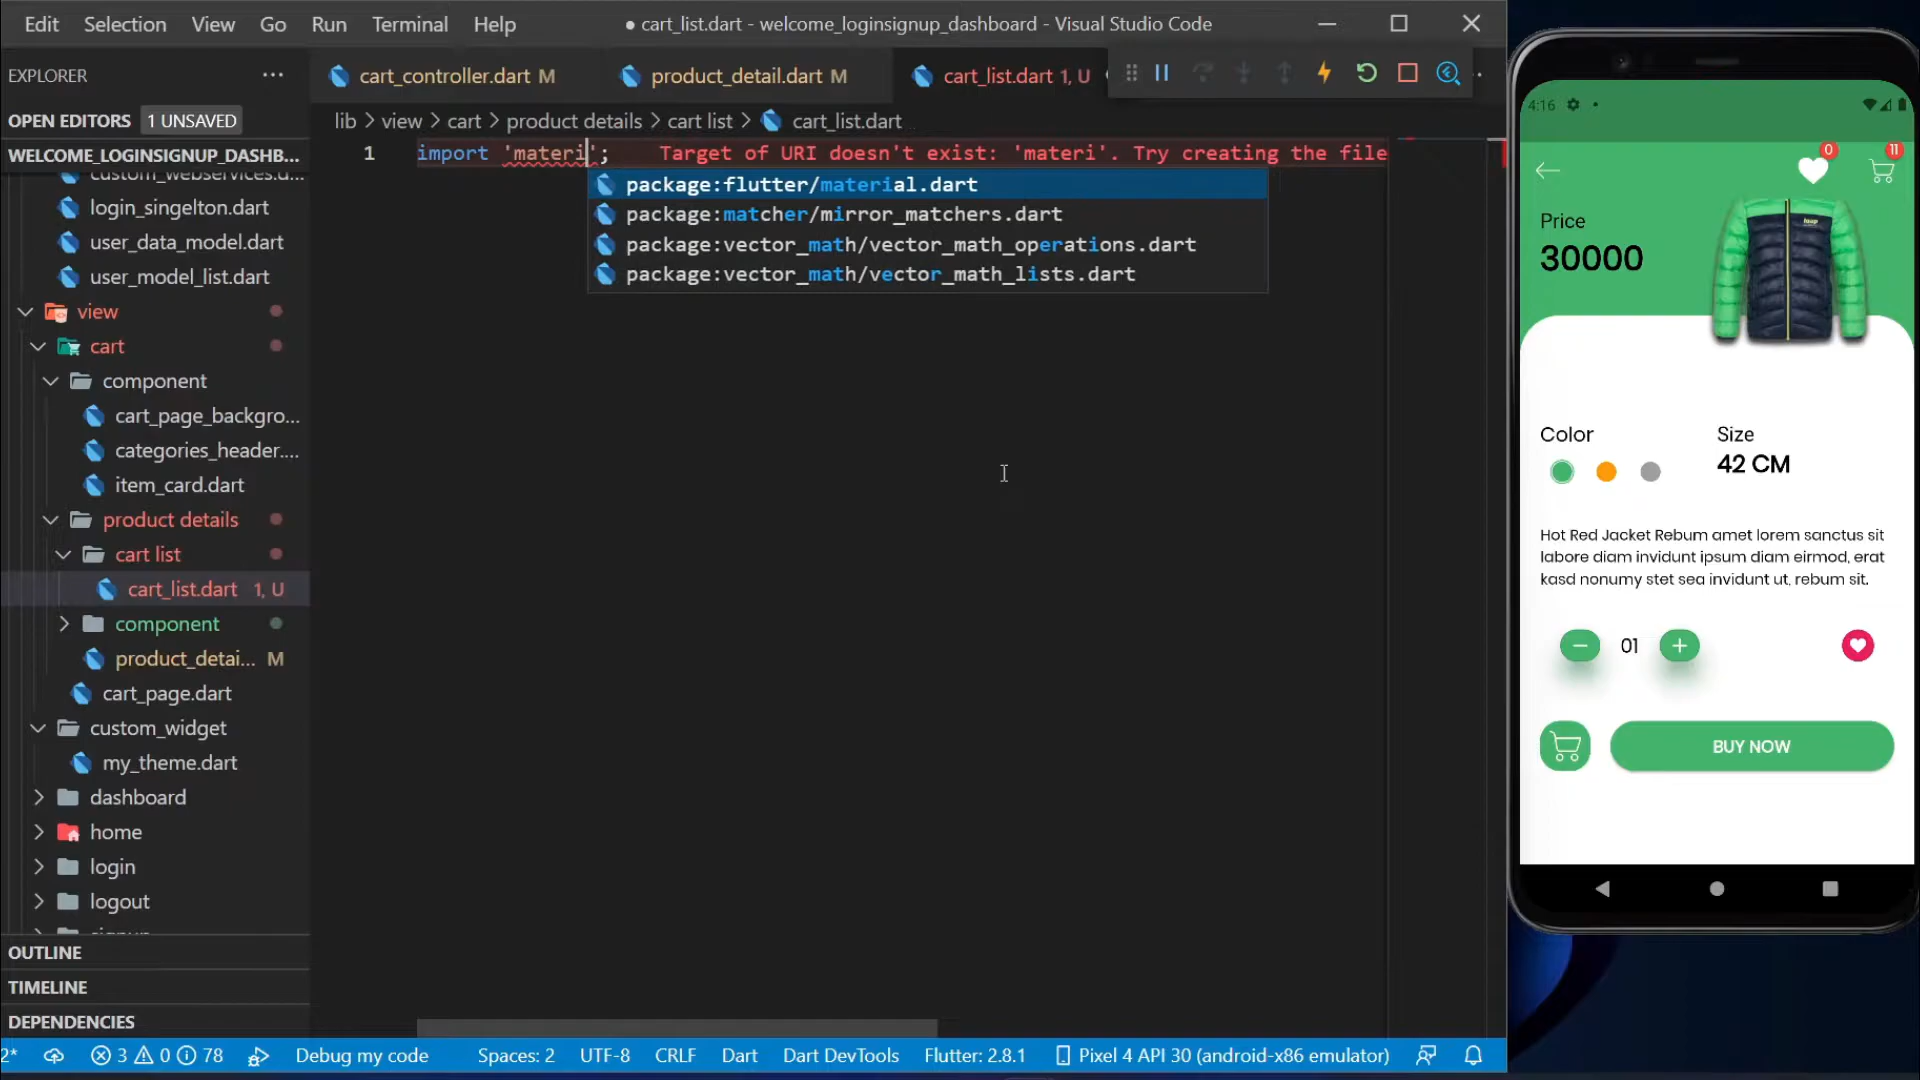 Edit Selection View Go Run Terminal Help
● cart_list.dart - welcome_loginsignup_dashboard - Visual Studio Code
EXPLORER
OPEN EDITORS 1 UNSAVED
WELCOME_LOGINSIGNUP_DASHB...
custom_webservices.d...
login_singelton.dart
user_data_model.dart
user_model_list.dart
view
cart
component
cart_page_backgro...
categories_header....
item_card.dart
product details
cart list
cart_list.dart 1, U
component
product_detai... M
cart_page.dart
custom_widget
my_theme.dart
dashboard
home
login
logout
OUTLINE
TIMELINE
DEPENDENCIES
cart_controller.dart M
product_detail.dart M
cart_list.dart 1, U
lib > view > cart > product details > cart list > cart_list.dart
1 import 'materi'; Target of URI doesn't exist: 'materi'. Try creating the file
package:flutter/material.dart
package:matcher/mirror_matchers.dart
package:vector_math/vector_math_operations.dart
package:vector_math/vector_math_lists.dart
2* 3 0 78 Debug my code Spaces: 2 UTF-8 CRLF Dart Dart DevTools Flutter: 2.8.1 Pixel 4 API 30 (android-x86 emulator)
4:16
0
11
Price
30000
Color
Size
42 CM
Hot Red Jacket Rebum amet lorem sanctus sit
labore diam invidunt ipsum diam eirmod, erat
kasd nonumy stet sea invidunt ut, rebum sit.
01
BUY NOW